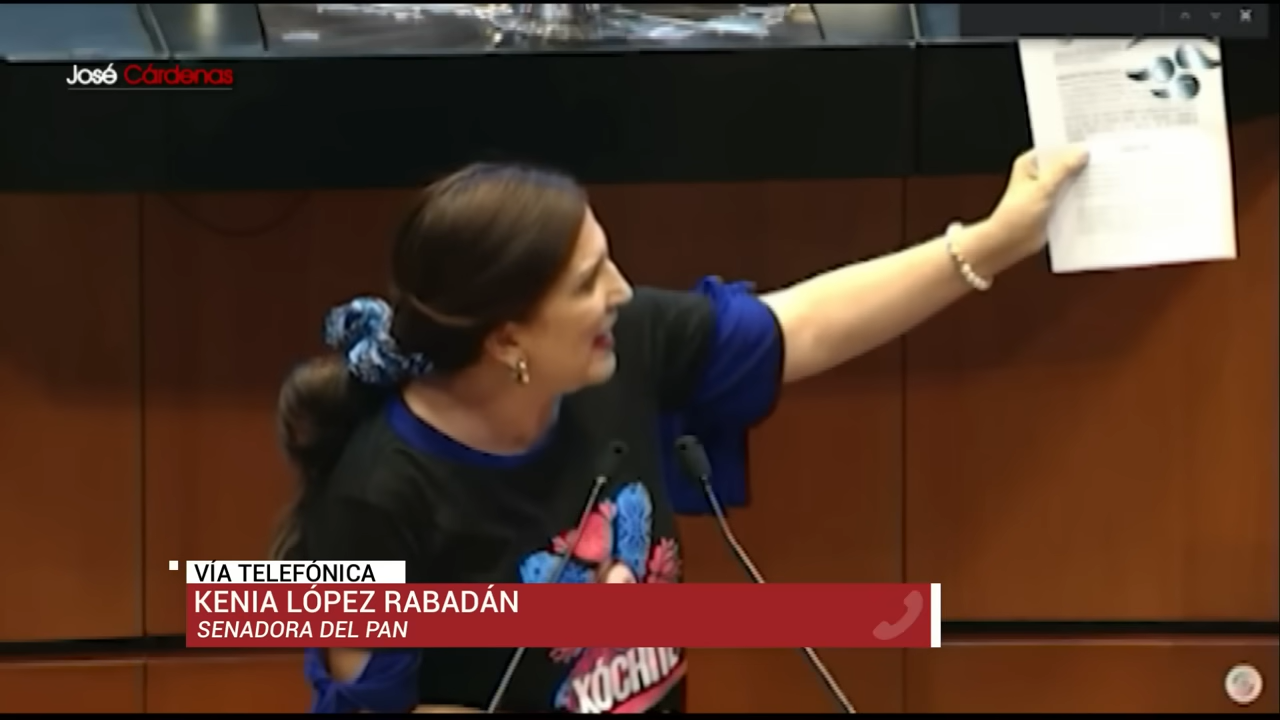 José Cárdenas
VÍA TELEFÓNICA
KENIA LÓPEZ RABADÁN
SENADORA DEL PAN
XÓCHITL